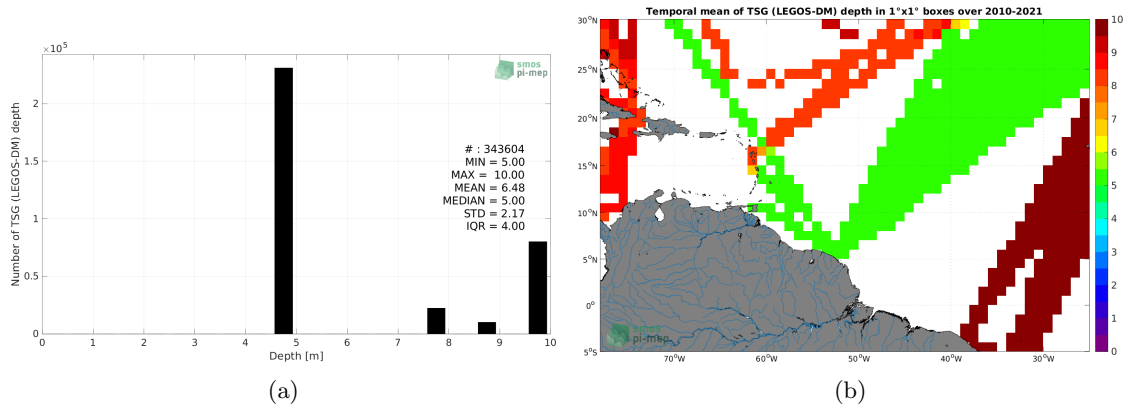 ×10⁵
2
1.5
1
0.5
0
0 1 2 3 4 5 6 7 8 9 10
Number of TSG (LEGOS-DM) depth
Depth [m]
smos
pi-mep
# : 343604
MIN = 5.00
MAX = 10.00
MEAN = 6.48
MEDIAN = 5.00
STD = 2.17
IQR = 4.00
(a)
Temporal mean of TSG (LEGOS-DM) depth in 1°x1° boxes over 2010-2021
30°N
25°N
20°N
15°N
10°N
5°N
0°
5°S
70°W 60°W 50°W 40°W 30°W
smos
pi-mep
10
9
8
7
6
5
4
3
2
1
0
(b)